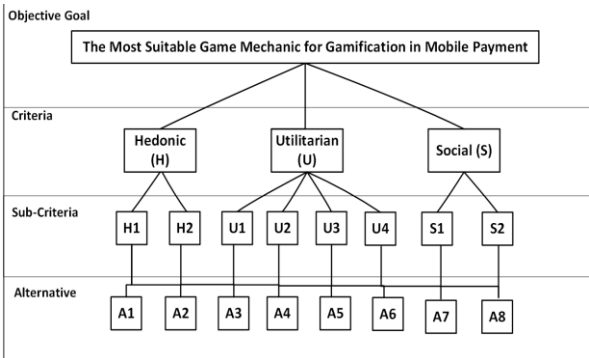 Objective Goal
The Most Suitable Game Mechanic for Gamification in Mobile Payment
Criteria
Hedonic
(H)
Utilitarian
(U)
Social (S)
Sub-Criteria
H1
H2
U1
U2
U3
U4
S1
S2
Alternative
A1
A2
A3
A4
A5
A6
A7
A8